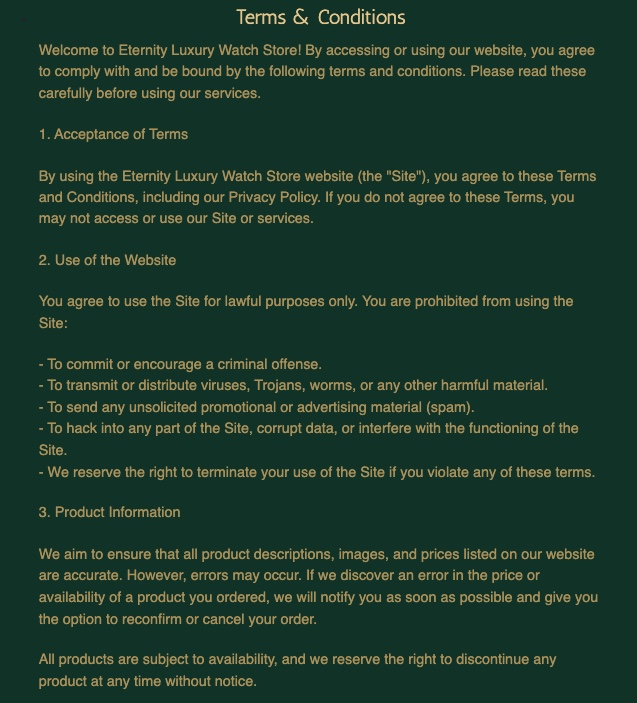 Terms & Conditions
Welcome to Eternity Luxury Watch Store! By accessing or using our website, you agree
to comply with and be bound by the following terms and conditions. Please read these
carefully before using our services.
1. Acceptance of Terms
By using the Eternity Luxury Watch Store website (the "Site"), you agree to these Terms
and Conditions, including our Privacy Policy. If you do not agree to these Terms, you
may not access or use our Site or services.
2. Use of the Website
You agree to use the Site for lawful purposes only. You are prohibited from using the
Site:
- To commit or encourage a criminal offense.
- To transmit or distribute viruses, Trojans, worms, or any other harmful material.
- To send any unsolicited promotional or advertising material (spam).
- To hack into any part of the Site, corrupt data, or interfere with the functioning of the
Site.
- We reserve the right to terminate your use of the Site if you violate any of these terms.
3. Product Information
We aim to ensure that all product descriptions, images, and prices listed on our website
are accurate. However, errors may occur. If we discover an error in the price or
availability of a product you ordered, we will notify you as soon as possible and give you
the option to reconfirm or cancel your order.
All products are subject to availability, and we reserve the right to discontinue any
product at any time without notice.